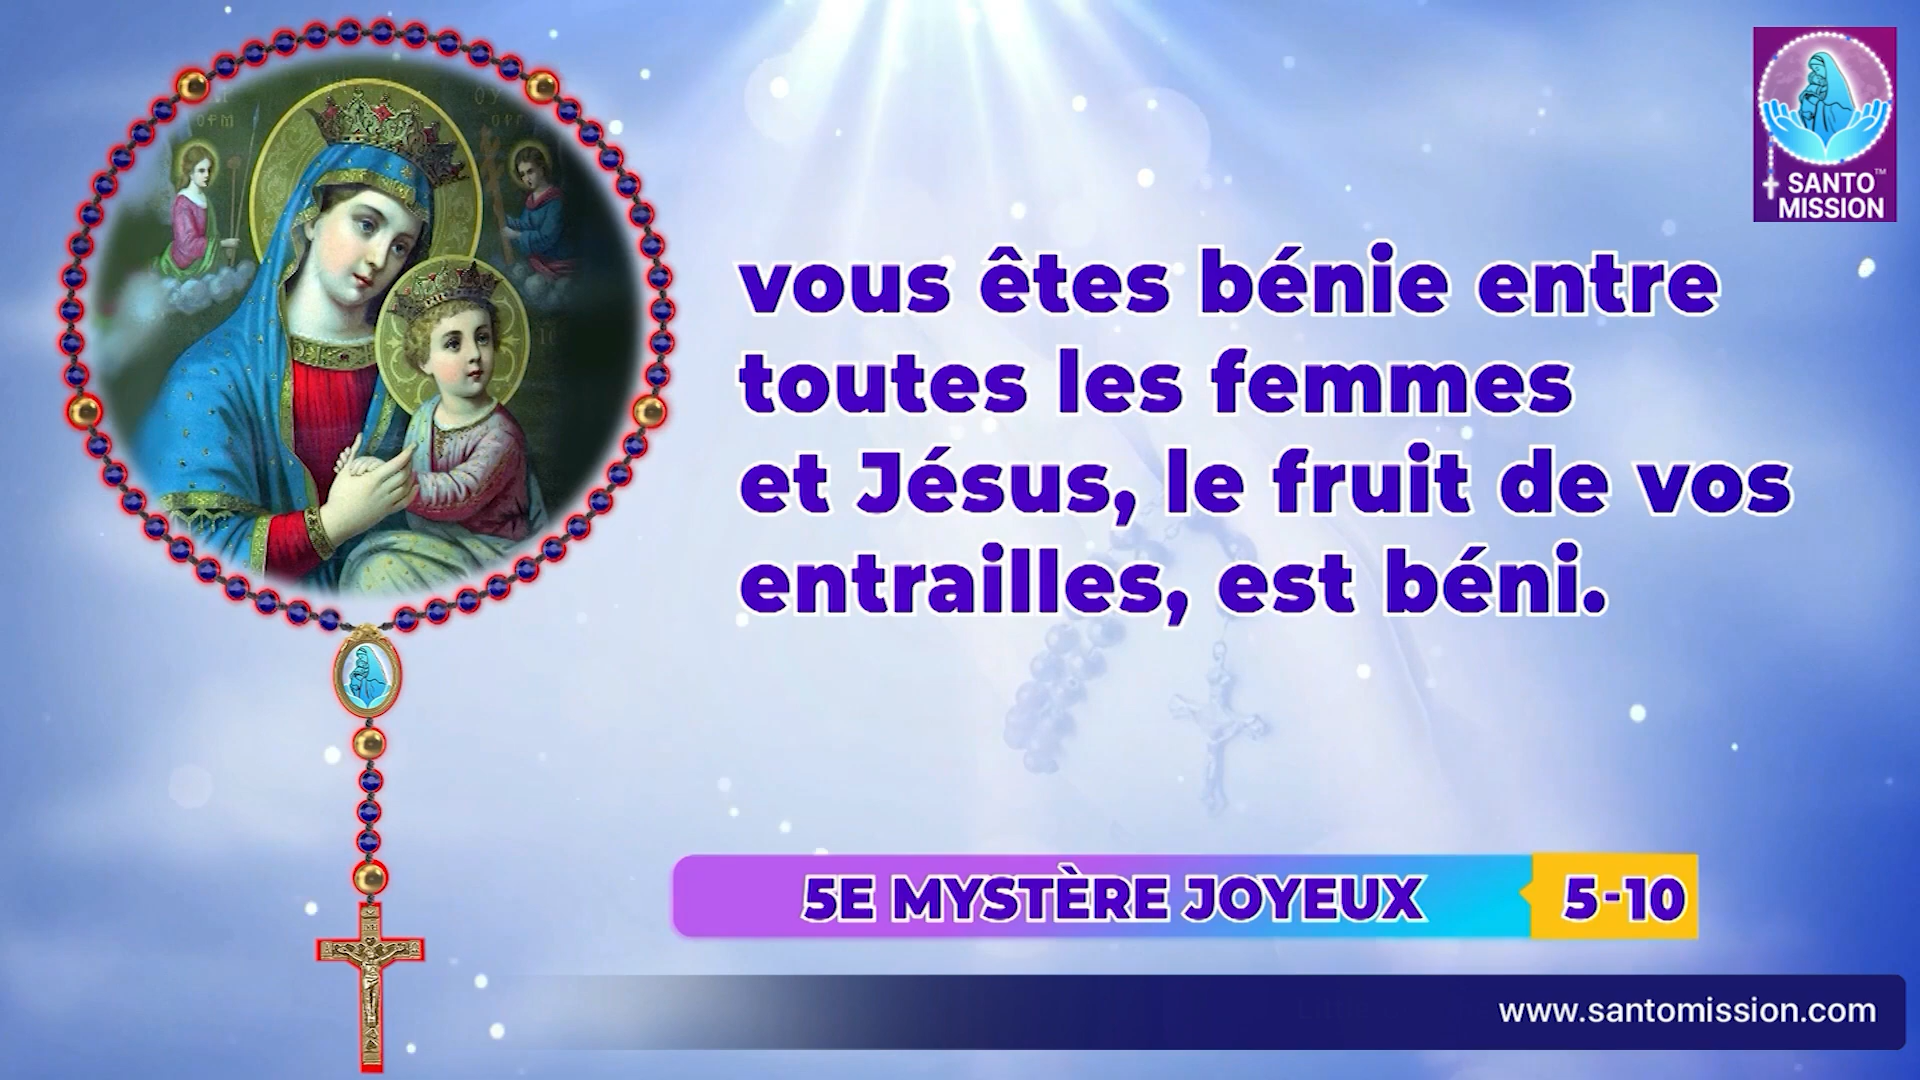 SANTO™
MISSION
vous êtes bénie entre
toutes les femmes
et Jésus, le fruit de vos
entrailles, est béni.
5E MYSTÈRE JOYEUX
5-10
www.santomission.com